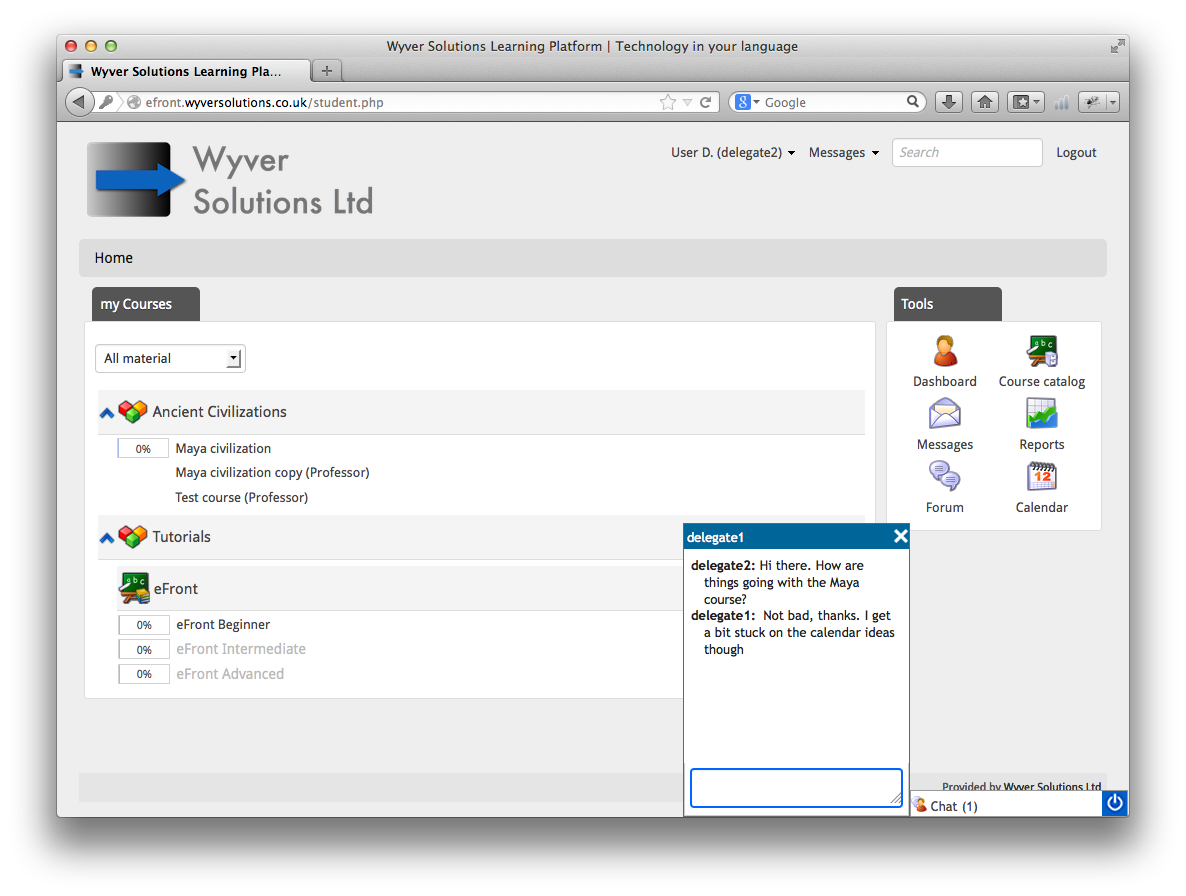 Wyver Solutions Learning Platform | Technology in your language
Wyver Solutions Learning Pla...
efront.wyversolutions.co.uk/student.php
8
Google
Wyver
Solutions Ltd
User D. (delegate2)
Messages
Search
Logout
Home
my Courses
Tools
All material
Dashboard
abc
Course catalog
Messages
Reports
Forum
12
Calendar
Ancient Civilizations
0%
Maya civilization
Maya civilization copy (Professor)
Test course (Professor)
Tutorials
abc
eFront
0%
eFront Beginner
0%
eFront Intermediate
0%
eFront Advanced
delegate1
delegate2: Hi there. How are
things going with the Maya
course?
delegate1: Not bad, thanks. I get
a bit stuck on the calendar ideas
though
Provided by Wyver Solutions Ltd
Chat (1)